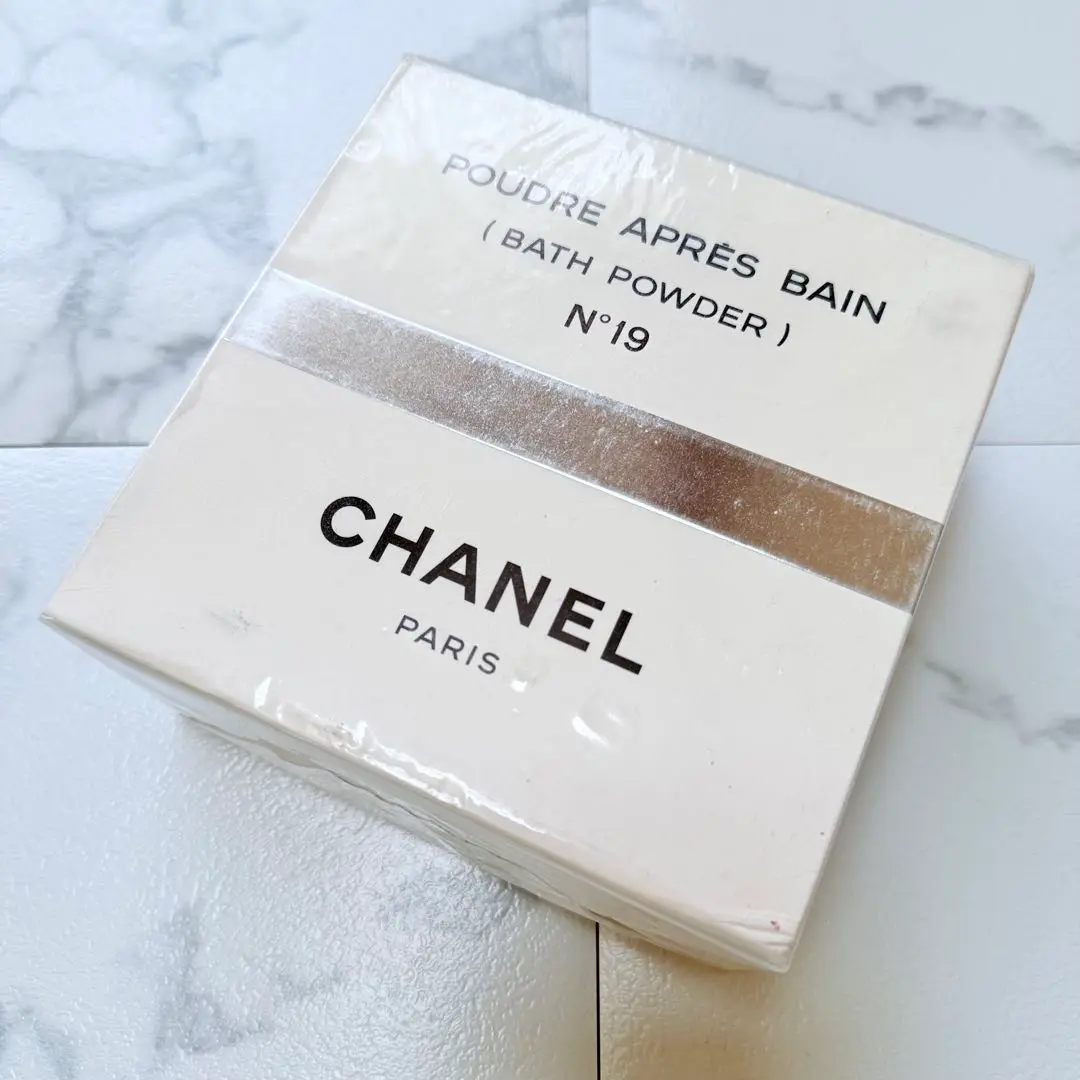 POUDRE APRÈS BAIN
( BATH POWDER )
N°19
CHANEL
PARIS